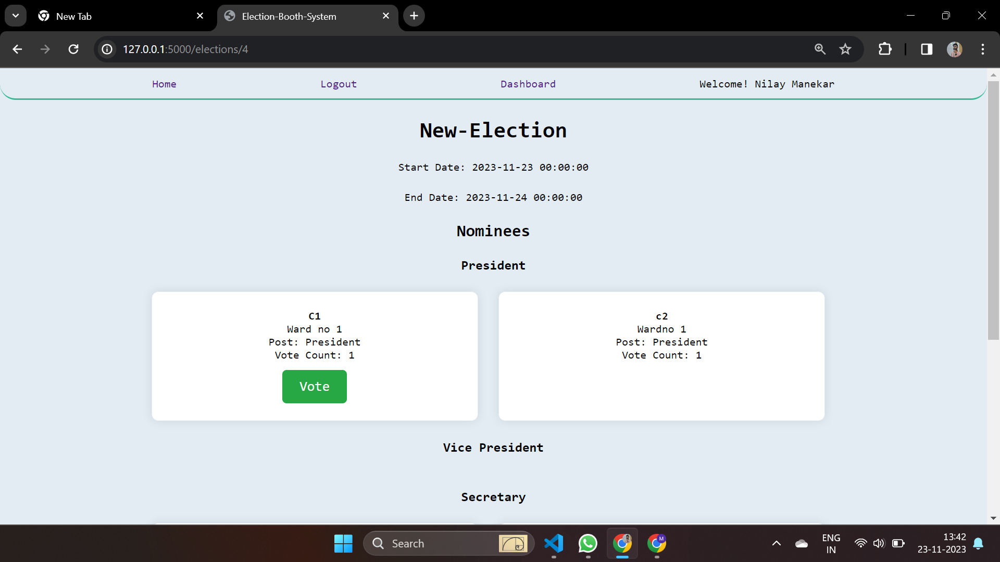 New Tab
Election-Booth-System
127.0.0.1:5000/elections/4
Home
Logout
Dashboard
Welcome! Nilay Manekar
New-Election
Start Date: 2023-11-23 00:00:00
End Date: 2023-11-24 00:00:00
Nominees
President
C1
Ward no 1
Post: President
Vote Count: 1
Vote
c2
Wardno 1
Post: President
Vote Count: 1
Vice President
Secretary
Search
M
ENG
IN
13:42
23-11-2023